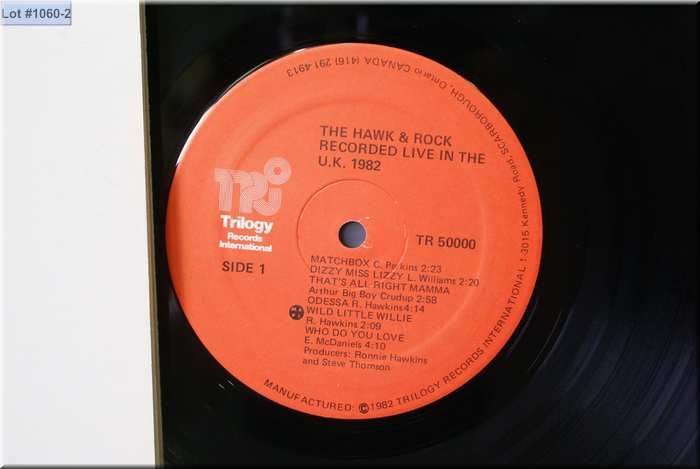 Lot #1060-2
THE HAWK & ROCK
RECORDED LIVE IN THE
U.K. 1982
TRI
Trilogy
Records
International
TR 50000
SIDE 1
MATCHBOX C. Perkins 2:23
DIZZY MISS LIZZY L. Williams 2:20
THAT'S ALL RIGHT MAMMA
Arthur Big Boy Crudup 2:58
ODESSA R. Hawkins 4:14
WILD LITTLE WILLIE
R. Hawkins 2:09
WHO DO YOU LOVE
E. McDaniels 4:10
Producers: Ronnie Hawkins
and Steve Thomson
MANUFACTURED: ©1982 TRILOGY RECORDS INTERNATIONAL 1-3015 Kennedy Road, SCARBOROUGH, Ontario CANADA (416) 291-4913